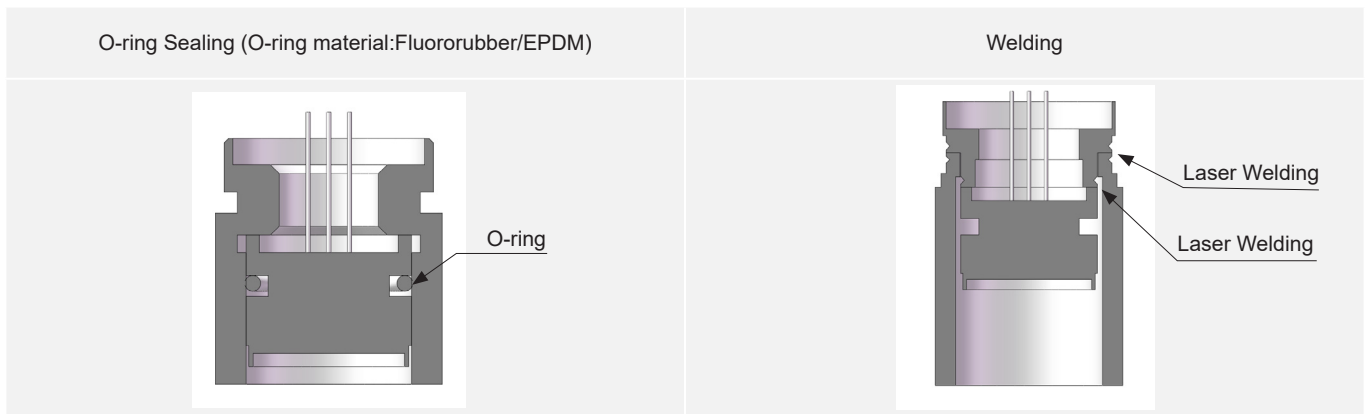 O-ring Sealing (O-ring material:Fluororubber/EPDM)
Welding
O-ring
Laser Welding
Laser Welding